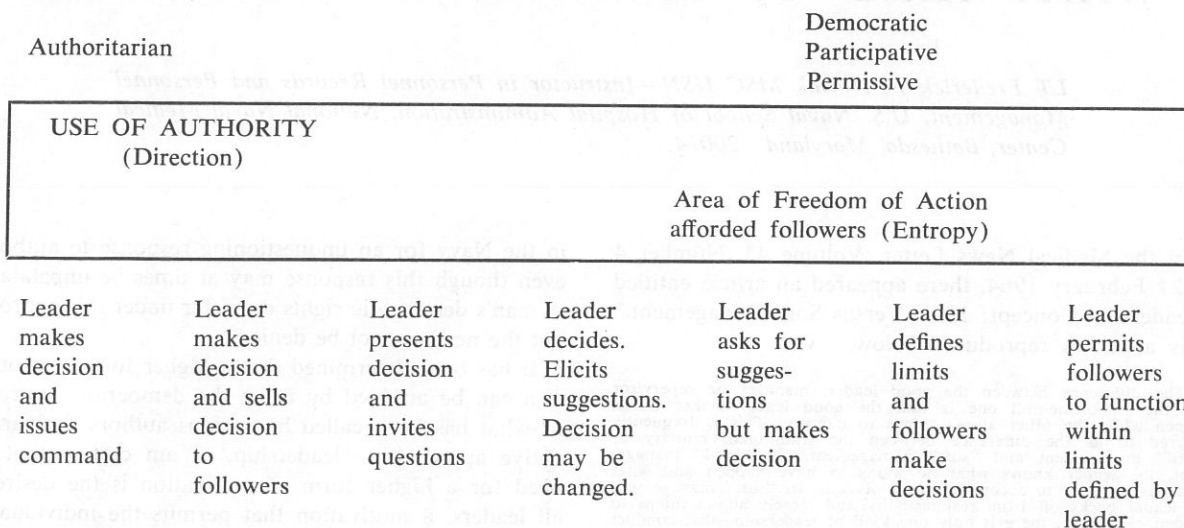 Authoritarian
Democratic
Participative
Permissive
USE OF AUTHORITY
(Direction)
Area of Freedom of Action
afforded followers (Entropy)
Leader
makes
decision
and
issues
command
Leader
makes
decision
and sells
decision
to
followers
Leader
presents
decision
and
invites
questions
Leader
decides.
Elicits
suggestions.
Decision
may be
changed.
Leader
asks for
sugges-
tions
but makes
decision
Leader
defines
limits
followers
make
decisions
Leader
permits
followers
to function
within
limits
defined by
leader